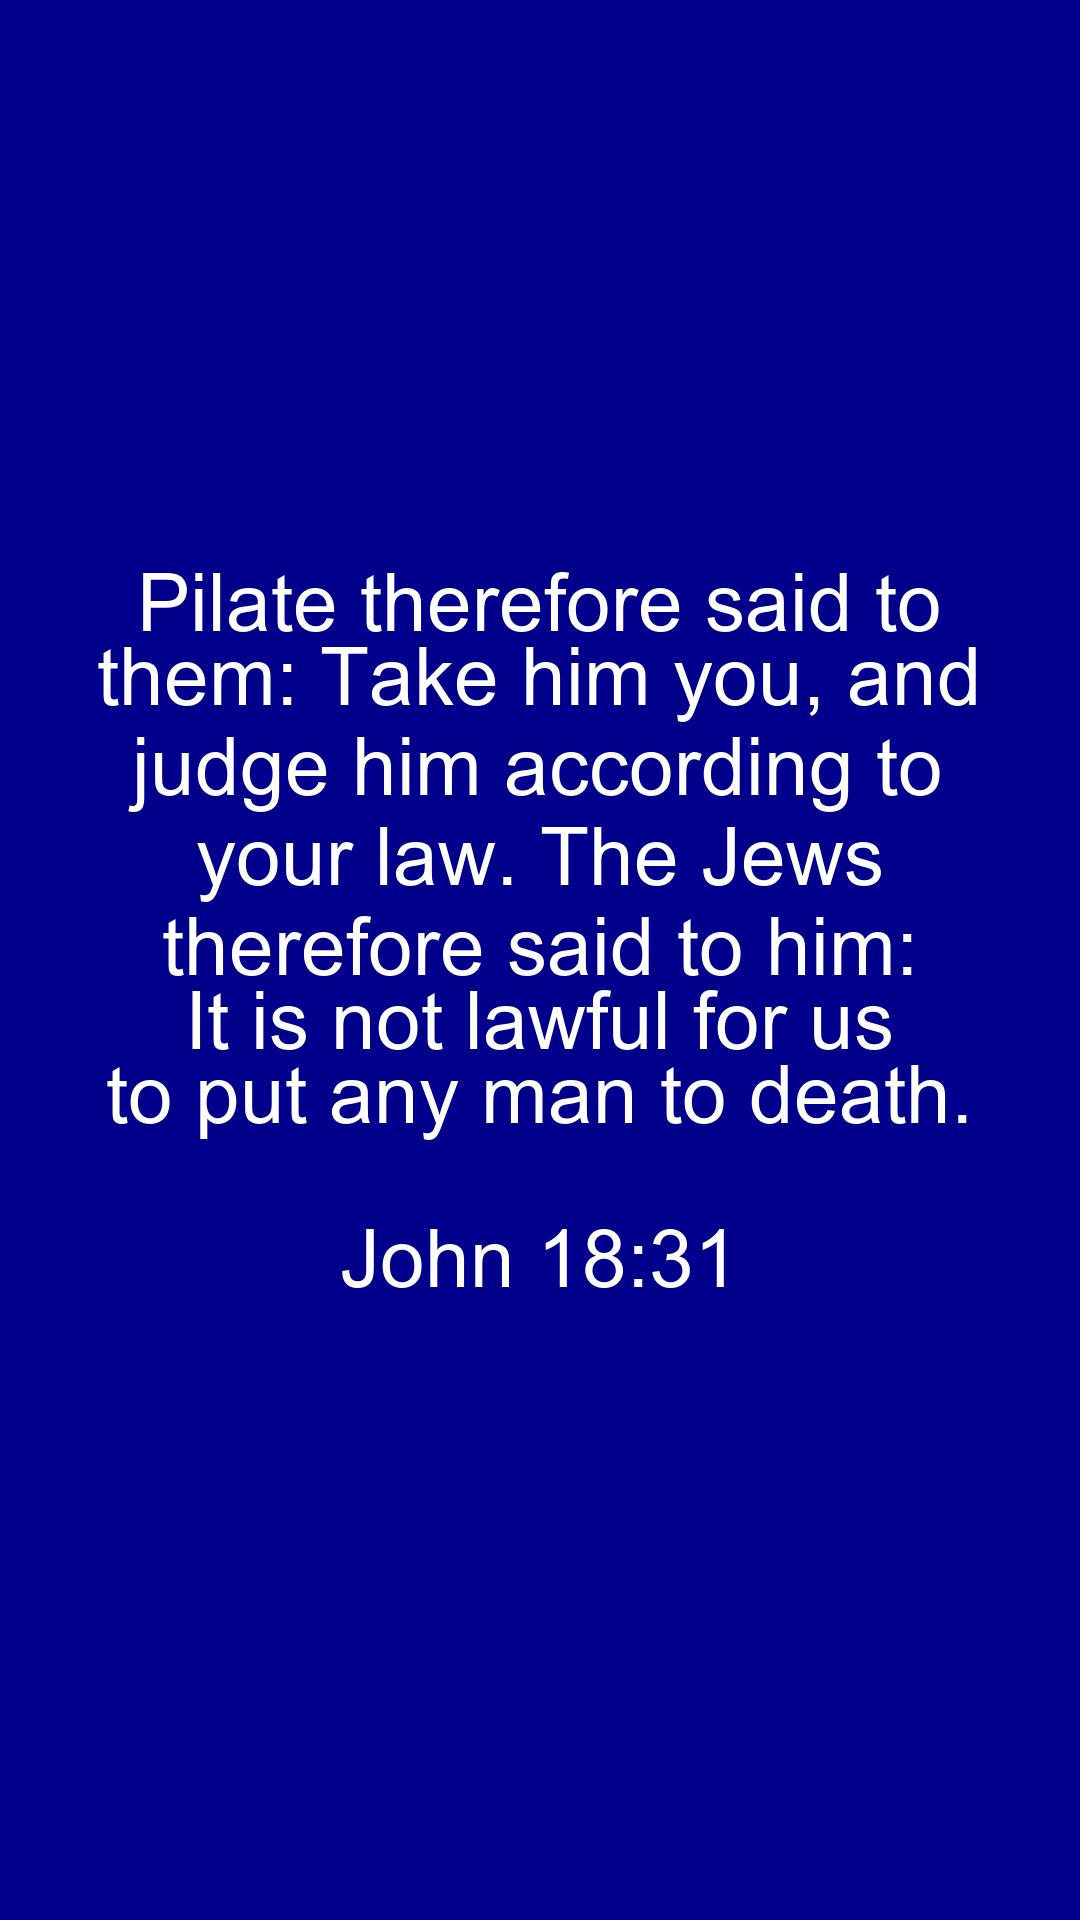 Pilate therefore said to
them: Take him you, and
judge him according to
your law. The Jews
therefore said to him:
It is not lawful for us
to put any man to death.
John 18:31